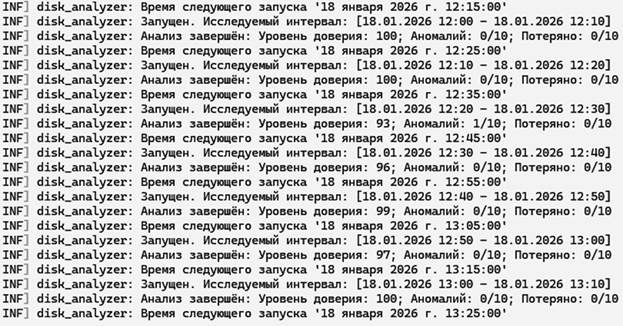 INF] disk_analyzer: Время следующего запуска '18 января 2026 г. 12:15:00'
INF] disk_analyzer: Запущен. Исследуемый интервал: [18.01.2026 12:00 – 18.01.2026 12:10]
INF] disk_analyzer: Анализ завершён: Уровень доверия: 100; Аномалий: 0/10; Потеряно: 0/10
INF] disk_analyzer: Время следующего запуска '18 января 2026 г. 12:25:00'
INF] disk_analyzer: Запущен. Исследуемый интервал: [18.01.2026 12:10 – 18.01.2026 12:20]
INF] disk_analyzer: Анализ завершён: Уровень доверия: 100; Аномалий: 0/10; Потеряно: 0/10
INF] disk_analyzer: Время следующего запуска '18 января 2026 г. 12:35:00'
INF] disk_analyzer: Запущен. Исследуемый интервал: [18.01.2026 12:20 – 18.01.2026 12:30]
INF] disk_analyzer: Анализ завершён: Уровень доверия: 93; Аномалий: 1/10; Потеряно: 0/10
INF] disk_analyzer: Время следующего запуска '18 января 2026 г. 12:45:00'
INF] disk_analyzer: Запущен. Исследуемый интервал: [18.01.2026 12:30 – 18.01.2026 12:40]
INF] disk_analyzer: Анализ завершён: Уровень доверия: 96; Аномалий: 0/10; Потеряно: 0/10
INF] disk_analyzer: Время следующего запуска '18 января 2026 г. 12:55:00'
INF] disk_analyzer: Запущен. Исследуемый интервал: [18.01.2026 12:40 – 18.01.2026 12:50]
INF] disk_analyzer: Анализ завершён: Уровень доверия: 99; Аномалий: 0/10; Потеряно: 0/10
INF] disk_analyzer: Время следующего запуска '18 января 2026 г. 13:05:00'
INF] disk_analyzer: Запущен. Исследуемый интервал: [18.01.2026 12:50 – 18.01.2026 13:00]
INF] disk_analyzer: Анализ завершён: Уровень доверия: 97; Аномалий: 0/10; Потеряно: 0/10
INF] disk_analyzer: Время следующего запуска '18 января 2026 г. 13:15:00'
INF] disk_analyzer: Запущен. Исследуемый интервал: [18.01.2026 13:00 – 18.01.2026 13:10]
INF] disk_analyzer: Анализ завершён: Уровень доверия: 100; Аномалий: 0/10; Потеряно: 0/10
INF] disk_analyzer: Время следующего запуска '18 января 2026 г. 13:25:00'